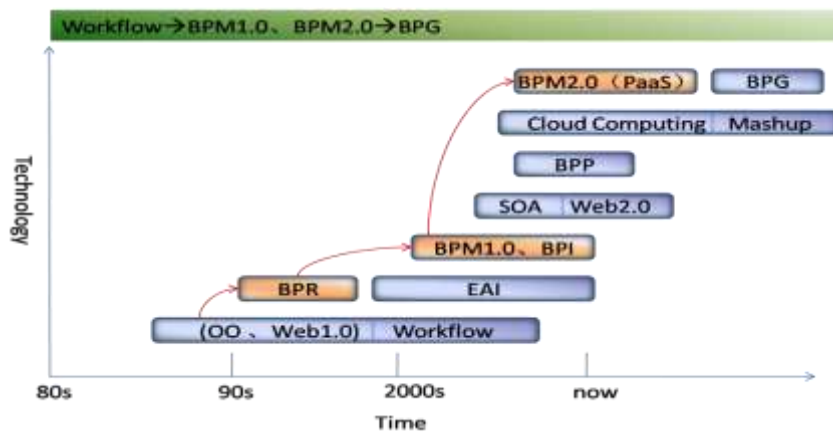 Workflow→BPM1.0、BPM2.0→BPG
BPM2.0（PaaS） BPG
Cloud Computing Mashup
BPP
SOA Web2.0
BPM1.0、BPI
BPR EAI
(OO 、Web1.0) Workflow
Technology
80s 90s 2000s now
Time